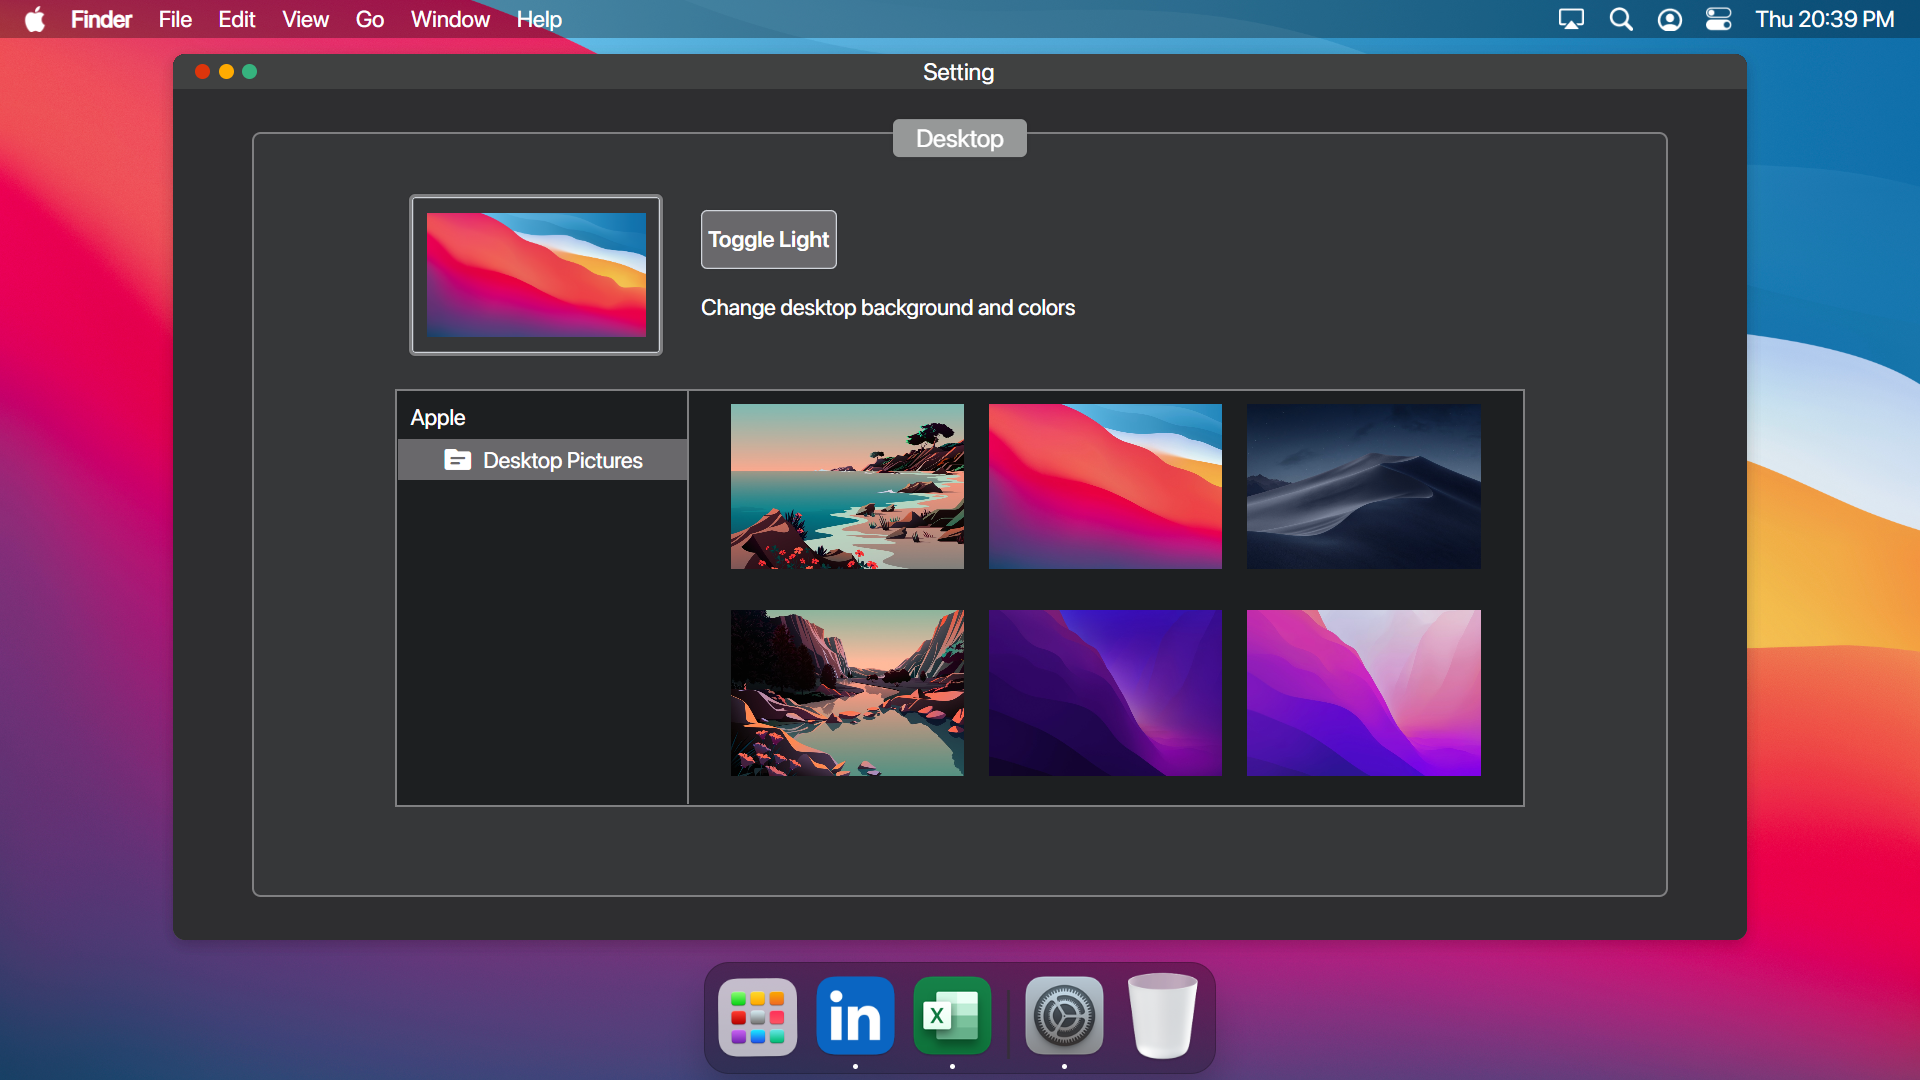 Finder File Edit View Go Window Help Thu 20:39 PM
Setting
Desktop
Toggle Light
Change desktop background and colors
Apple
Desktop Pictures
in
X